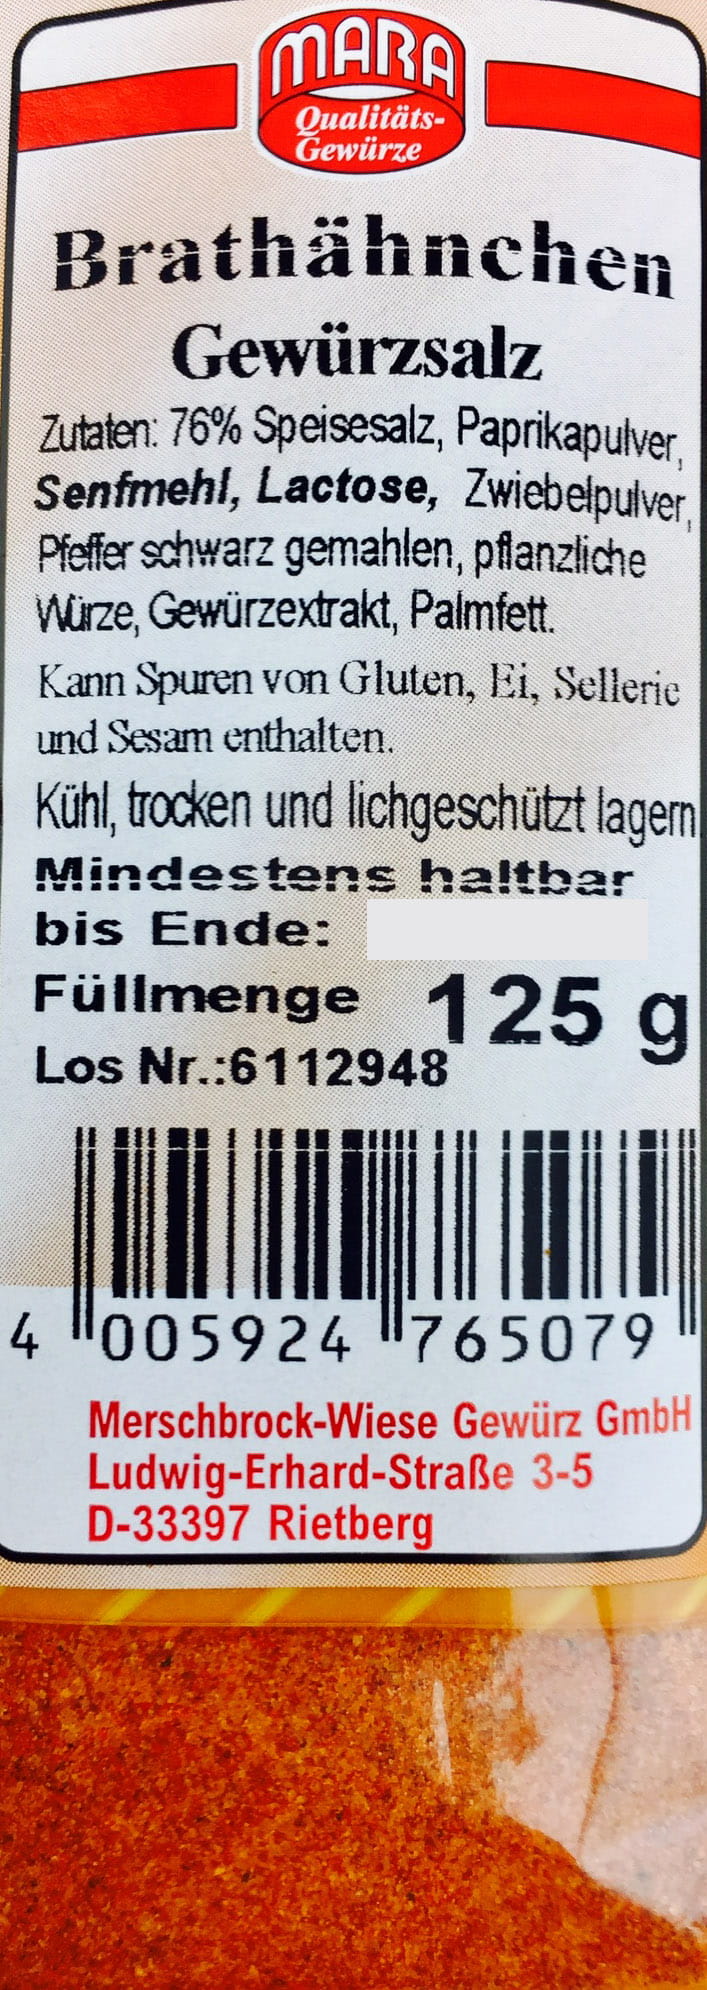 MARA
Qualitäts-
Gewürze
Brathähnchen
Gewürzsalz
Zutaten: 76% Speisesalz, Paprikapulver,
Senfmehl, Lactose, Zwiebelpulver,
Pfeffer schwarz gemahlen, pflanzliche
Würze, Gewürzextrakt, Palmfett.
Kann Spuren von Gluten, Ei, Sellerie
und Sesam enthalten.
Kühl, trocken und lichgeschützt lagern
Mindestens haltbar
bis Ende:
Füllmenge 125 g
Los Nr.:6112948
4 005924 765079
Merschbrock-Wiese Gewürz GmbH
Ludwig-Erhard-Straße 3-5
D-33397 Rietberg